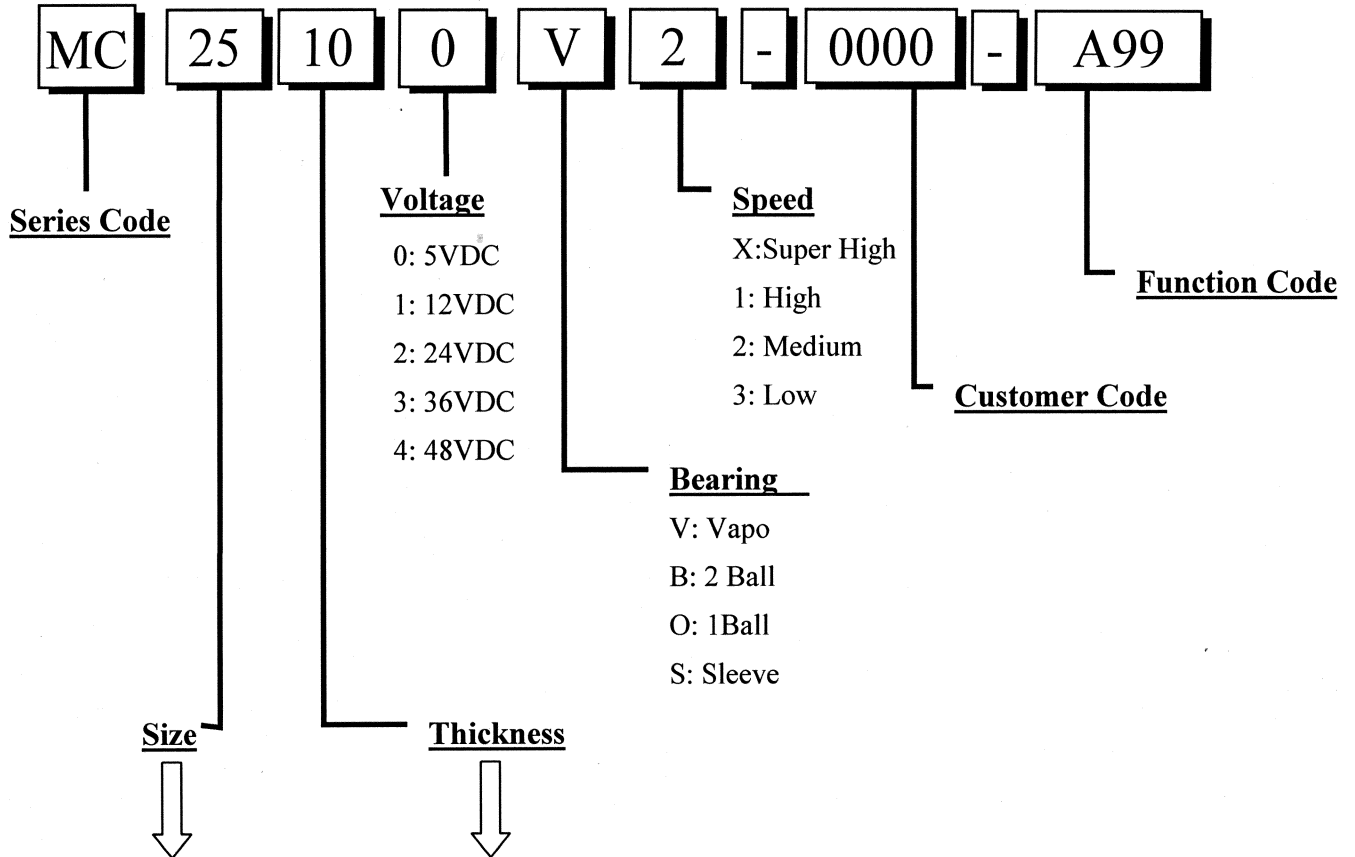 MC 25 10 0 V 2 - 0000 - A99
Series Code
Voltage
0: 5VDC
1: 12VDC
2: 24VDC
3: 36VDC
4: 48VDC
Speed
X:Super High
1: High
2: Medium
3: Low
Function Code
Customer Code
Bearing
V: Vapo
B: 2 Ball
O: 1Ball
S: Sleeve
Size
Thickness